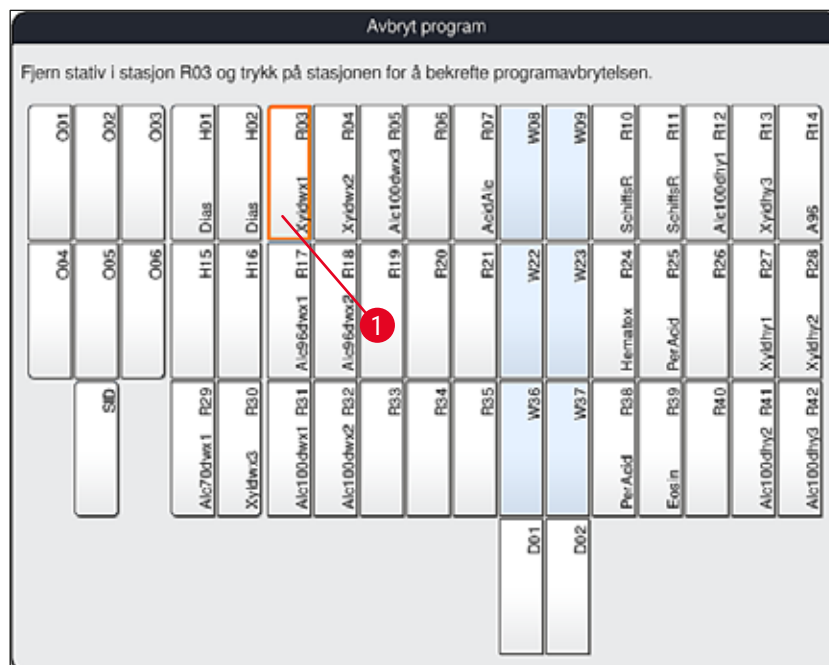 Avbryt program
Fjern stativ i stasjon R03 og trykk på stasjonen for å bekrefte programavbrytelsen.
O01
O02
O03
H01
Dias
H02
Dias
R03
Xyldwx1
R04
Xyldwx2
R05
Alc100dwx3
R06
R07
AcidAlc
W08
W09
R10
SchiffsR
R11
SchiffsR
R12
Alc100dhy1
R13
Xyldhy3
R14
A96
O04
O05
O06
H15
H16
R17
Alc96dwx1
R18
Alc96dwx2
R19
R20
R21
W22
W23
R24
Hematox
R25
PerAcid
R26
R27
Xyldhy1
R28
Xyldhy2
1
SID
R29
Alc70dwx1
R30
Xyldwx3
R31
Alc100dwx1
R32
Alc100dwx2
R33
R34
R35
W36
W37
R38
PerAcid
R39
Eosin
R40
R41
Alc100dhy2
R42
Alc100dhy3
D01
D02